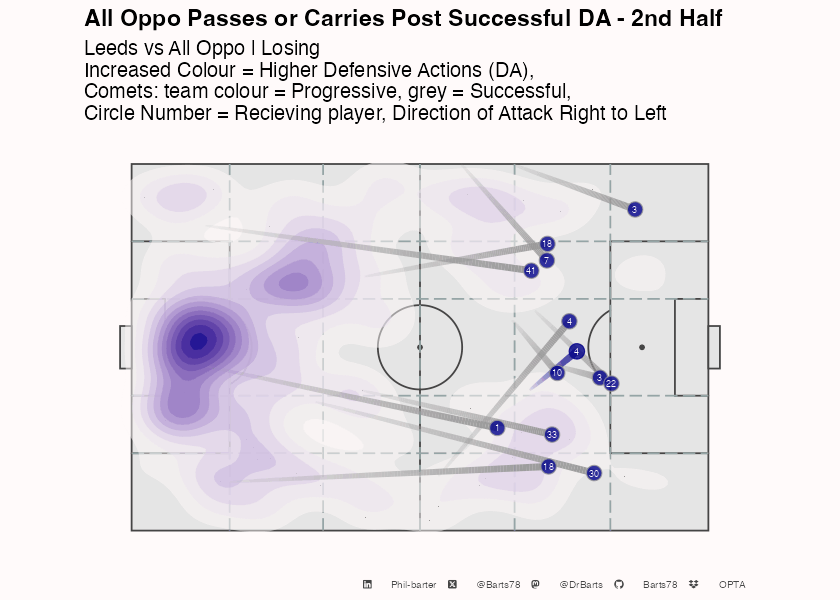 All Oppo Passes or Carries Post Successful DA - 2nd Half
Leeds vs All Oppo | Losing
Increased Colour = Higher Defensive Actions (DA),
Comets: team colour = Progressive, grey = Successful,
Circle Number = Recieving player, Direction of Attack Right to Left
3
18
7
41
4
4
10
3
22
1
33
18
30
Phil-barter @Barts78 @DrBarts Barts78 OPTA